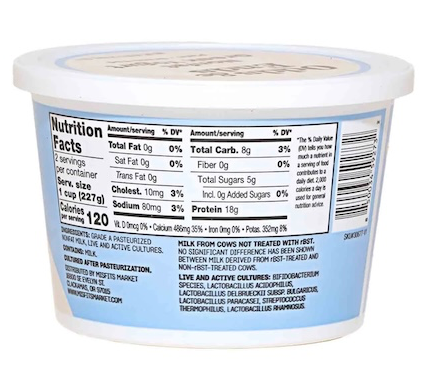 Nutrition
Facts
2 servings
per container
Serv. size
1 cup (227g)
Calories
per serving 120
Amount/serving % DV*
Total Fat 0g 0%
Sat Fat 0g 0%
Trans Fat 0g
Cholest. 10mg 3%
Sodium 80mg 3%
Amount/serving % DV*
Total Carb. 8g 3%
Fiber 0g 0%
Total Sugars 5g
Incl. 0g Added Sugars 0%
Protein 18g
Vit. D 0mcg 0% • Calcium 486mg 35% • Iron 0mg 0% • Potas. 352mg 8%
*The % Daily Value
(DV) tells you how
much a nutrient in
a serving of food
contributes to a
daily diet. 2,000
calories a day is
used for general
nutrition advice.
INGREDIENTS: GRADE A PASTEURIZED
NONFAT MILK, LIVE AND ACTIVE CULTURES.
CONTAINS: MILK.
CULTURED AFTER PASTEURIZATION.
DISTRIBUTED BY MISFITS MARKET
SE EVELYN ST.
CLACKAMAS, OR 97015
MISFITSMARKET.COM
MILK FROM COWS NOT TREATED WITH rBST.
NO SIGNIFICANT DIFFERENCE HAS BEEN SHOWN
BETWEEN MILK DERIVED FROM rBST-TREATED AND
NON-rBST-TREATED COWS.
LIVE AND ACTIVE CULTURES: BIFIDOBACTERIUM
SPECIES, LACTOBACILLUS ACIDOPHILUS,
LACTOBACILLUS DELBRUECKII SUBSP. BULGARICUS,
LACTOBACILLUS PARACASEI, STREPTOCOCCUS
THERMOPHILUS, LACTOBACILLUS RHAMNOSUS.